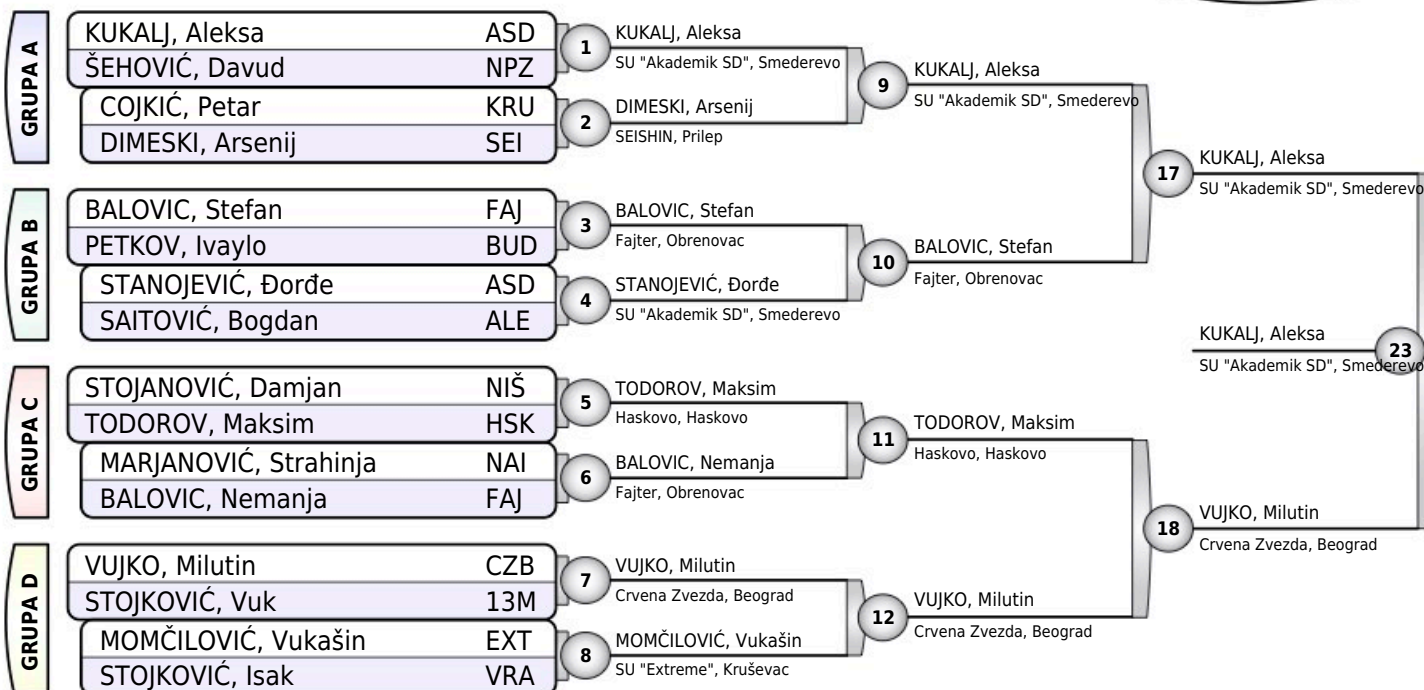 GRUPA A
KUKALJ, Aleksa ASD
ŠEHOVIĆ, Davud NPZ
COJKIĆ, Petar KRU
DIMESKI, Arsenij SEI
1
KUKALJ, Aleksa
SU "Akademik SD", Smederevo
2
DIMESKI, Arsenij
SEISHIN, Prilep
9
KUKALJ, Aleksa
SU "Akademik SD", Smederevo
GRUPA B
BALOVIC, Stefan FAJ
PETKOV, Ivaylo BUD
STANOJEVIĆ, Đorđe ASD
SAITOVIĆ, Bogdan ALE
3
BALOVIC, Stefan
Fajter, Obrenovac
4
STANOJEVIĆ, Đorđe
SU "Akademik SD", Smederevo
10
BALOVIC, Stefan
Fajter, Obrenovac
17
KUKALJ, Aleksa
SU "Akademik SD", Smederevo
KUKALJ, Aleksa
SU "Akademik SD", Smederevo
23
GRUPA C
STOJANOVIĆ, Damjan NIŠ
TODOROV, Maksim HSK
MARJANOVIĆ, Strahinja NAI
BALOVIC, Nemanja FAJ
5
TODOROV, Maksim
Haskovo, Haskovo
6
BALOVIC, Nemanja
Fajter, Obrenovac
11
TODOROV, Maksim
Haskovo, Haskovo
GRUPA D
VUJKO, Milutin CZB
STOJKOVIĆ, Vuk 13M
MOMČILOVIĆ, Vukašin EXT
STOJKOVIĆ, Isak VRA
7
VUJKO, Milutin
Crvena Zvezda, Beograd
8
MOMČILOVIĆ, Vukašin
SU "Extreme", Kruševac
12
VUJKO, Milutin
Crvena Zvezda, Beograd
18
VUJKO, Milutin
Crvena Zvezda, Beograd